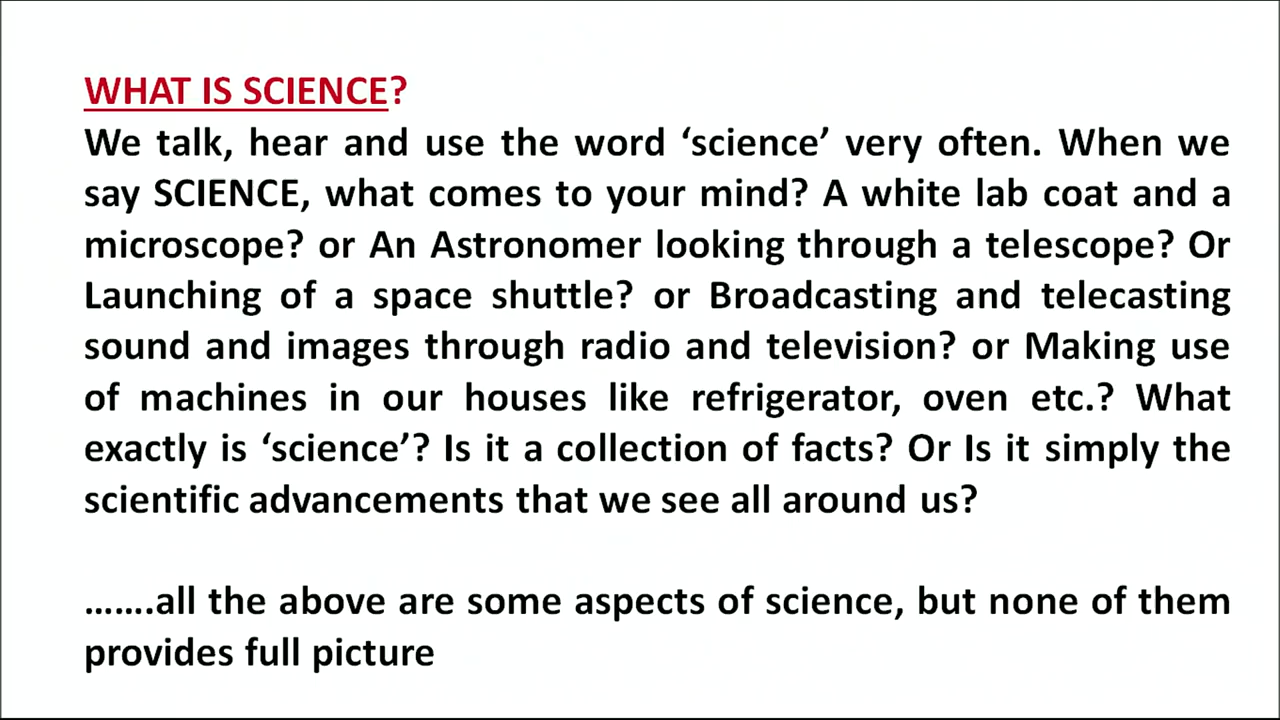 WHAT IS SCIENCE?
We talk, hear and use the word ‘science’ very often. When we
say SCIENCE, what comes to your mind? A white lab coat and a
microscope? or An Astronomer looking through a telescope? Or
Launching of a space shuttle? or Broadcasting and telecasting
sound and images through radio and television? or Making use
of machines in our houses like refrigerator, oven etc.? What
exactly is ‘science’? Is it a collection of facts? Or Is it simply the
scientific advancements that we see all around us?
…….all the above are some aspects of science, but none of them
provides full picture